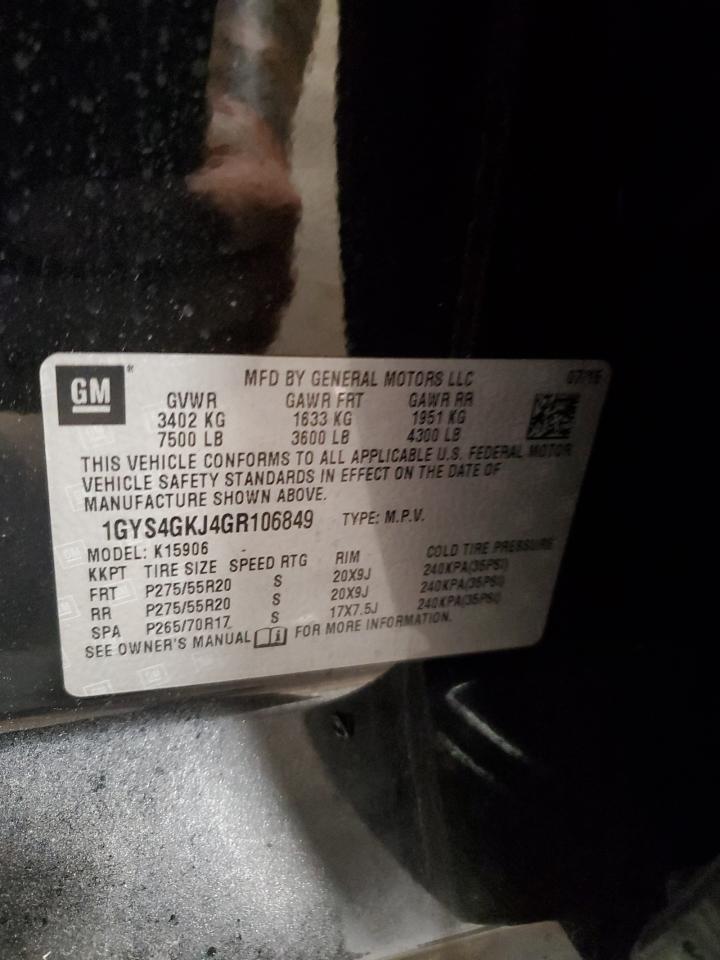 GM
MFD BY GENERAL MOTORS LLC 07/15
GVWR GAWR FRT GAWR RR
3402 KG 1633 KG 1951 KG
7500 LB 3600 LB 4300 LB
THIS VEHICLE CONFORMS TO ALL APPLICABLE U.S. FEDERAL MOTOR
VEHICLE SAFETY STANDARDS IN EFFECT ON THE DATE OF
MANUFACTURE SHOWN ABOVE.
1GYS4GKJ4GR106849 TYPE: M.P.V.
MODEL: K15906 -
KKPT TIRE SIZE SPEED RTG RIM COLD TIRE PRESSURE
FRT P275/55R20 S 20X9J 240KPA(35PSI)
RR P275/55R20 S 20X9J 240KPA(35PSI)
SPA P265/70R17 S 17X7.5J 240KPA(35PSI)
SEE OWNER'S MANUAL FOR MORE INFORMATION.